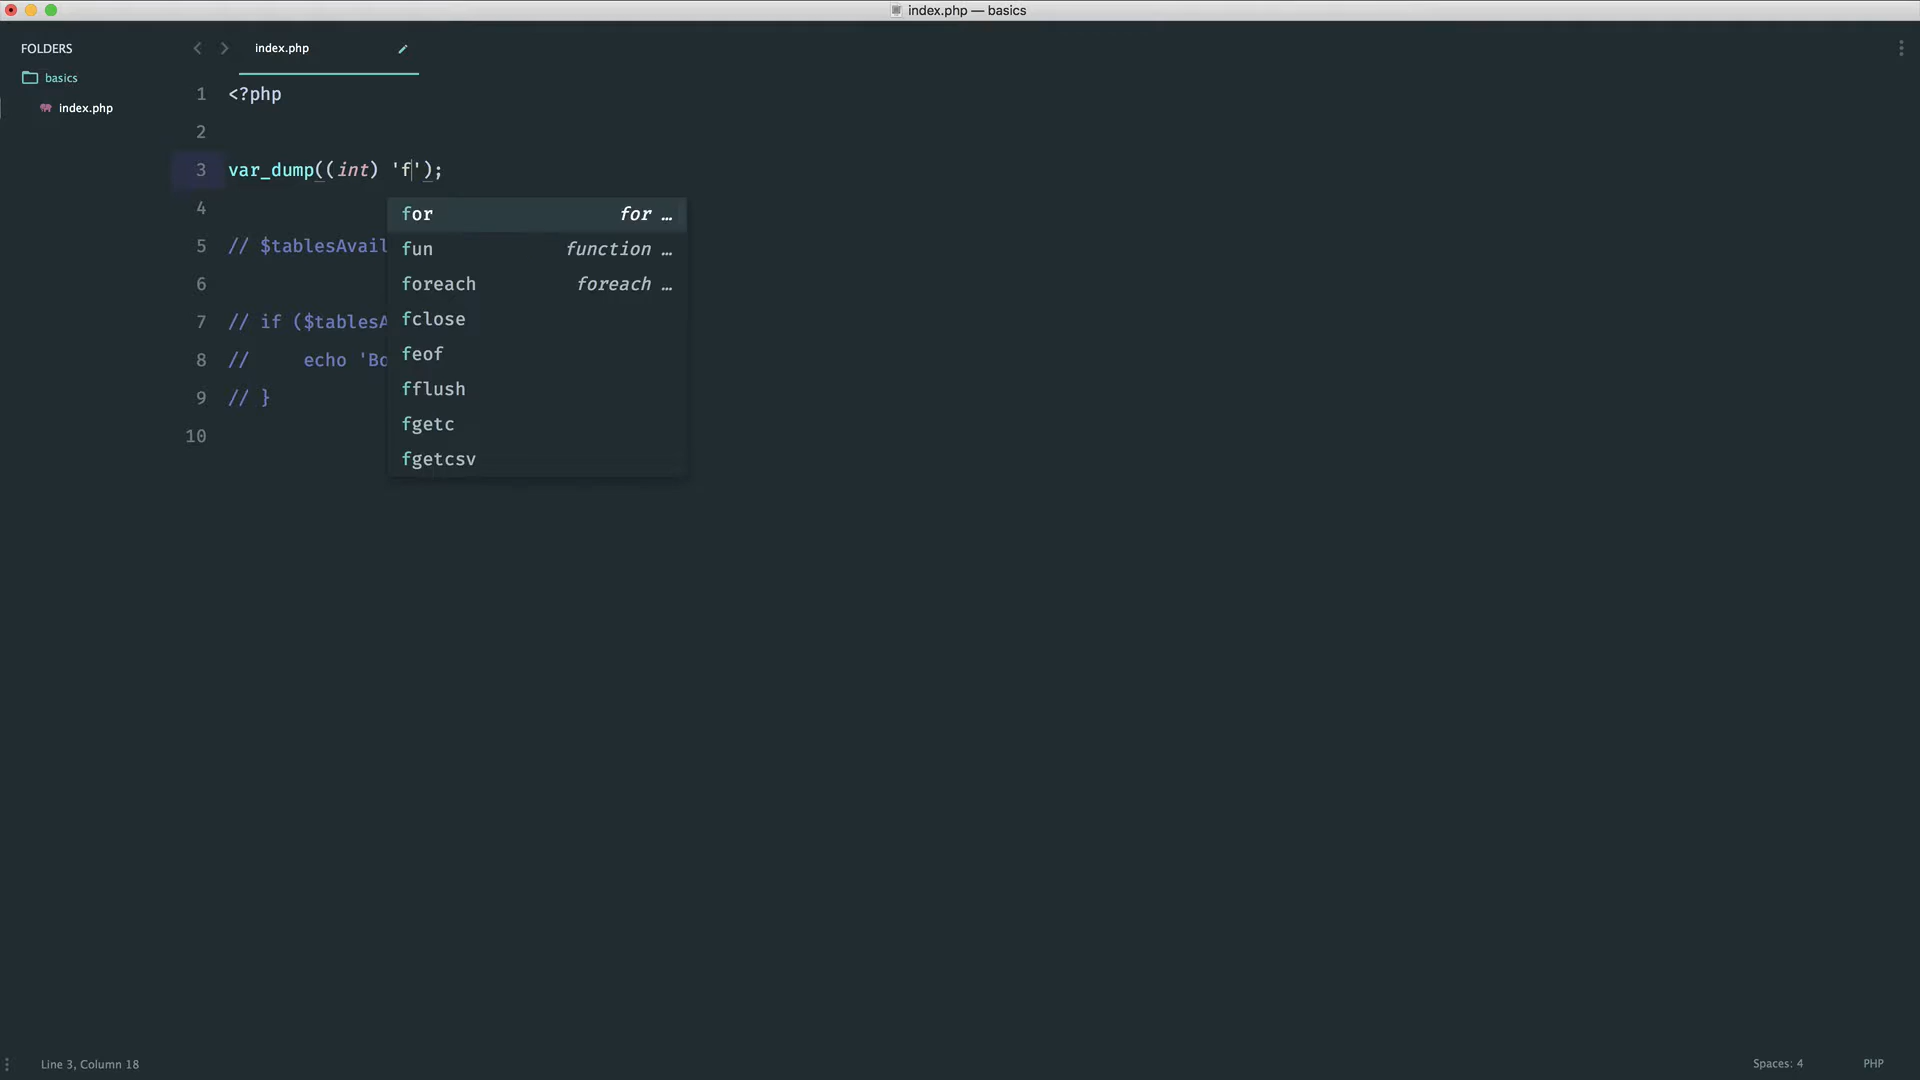 index.php — basics
FOLDERS
basics
index.php
index.php
1 <?php
2
3 var_dump((int) 'f');
4
5 // $tablesAvail
6
7 // if ($tablesA
8 //     echo 'Bo
9 // }
10
for for …
fun function …
foreach foreach …
fclose
feof
fflush
fgetc
fgetcsv
Line 3, Column 18
Spaces: 4
PHP